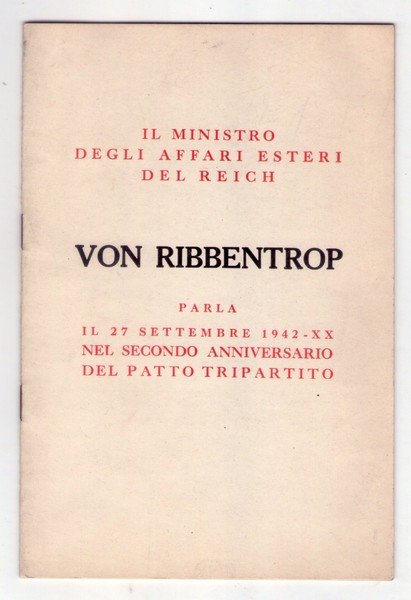 IL MINISTRO
DEGLI AFFARI ESTERI
DEL REICH
VON RIBBENTROP
PARLA
IL 27 SETTEMBRE 1942-XX
NEL SECONDO ANNIVERSARIO
DEL PATTO TRIPARTITO